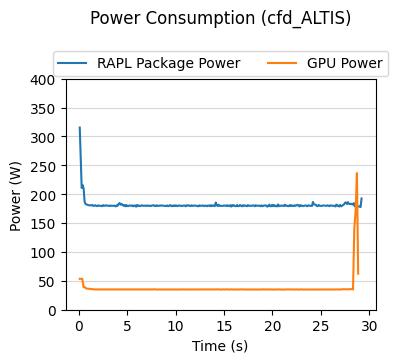 Power Consumption (cfd_ALTIS)
RAPL Package Power GPU Power
400
350
300
250
200
150
100
50
0
Power (W)
0 5 10 15 20 25 30
Time (s)